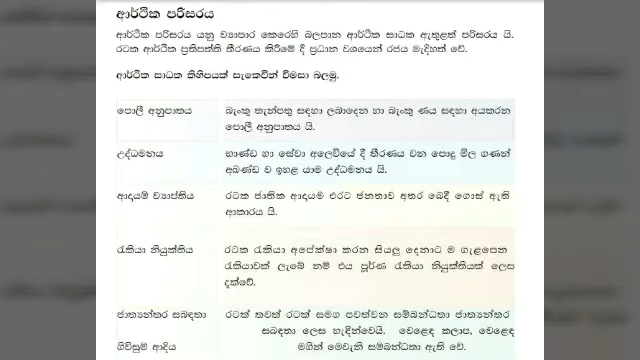 ආර්ථික පරිසරය
ආර්ථික පරිසරය යනු ව්‍යාපාර කෙරෙහි බලපාන ආර්ථික සාධක ඇතුළත් පරිසරය යි.
රටක ආර්ථික ප්‍රතිපත්ති තීරණය කිරීමේ දී ප්‍රධාන වශයෙන් රජය මැදිහත් වේ.
ආර්ථික සාධක කිහිපයක් සැකෙවින් විමසා බලමු.
පොලී අනුපාතය
බැංකු තැන්පතු සඳහා ලබාදෙන හා බැංකු ණය සඳහා අයකරන
පොලී අනුපාතය යි.
උද්ධමනය
භාණ්ඩ හා සේවා අලෙවියේ දී තීරණය වන පොදු මිල ගණන්
අඛණ්ඩ ව ඉහළ යාම උද්ධමනය යි.
ආදායම් ව්‍යාප්තිය
රටක ජාතික ආදායම එරට ජනතාව අතර බෙදී ගොස් ඇති
ආකාරය යි.
රැකියා නියුක්තිය
රටක රැකියා අපේක්ෂා කරන සියලු දෙනාට ම ගැළපෙන
රැකියාවක් ලැබේ නම් එය පූර්ණ රැකියා නියුක්තියක් ලෙස
දැක්වේ.
ජාත්‍යන්තර සබඳතා
ගිවිසුම් ආදිය
රටක් තවත් රටක් සමග පවත්වන සම්බන්ධතා ජාත්‍යන්තර
සබඳතා ලෙස හැඳින්වෙයි. වෙළෙඳ කලාප, වෙළෙඳ
මගින් මෙවැනි සම්බන්ධතා ඇති වේ.